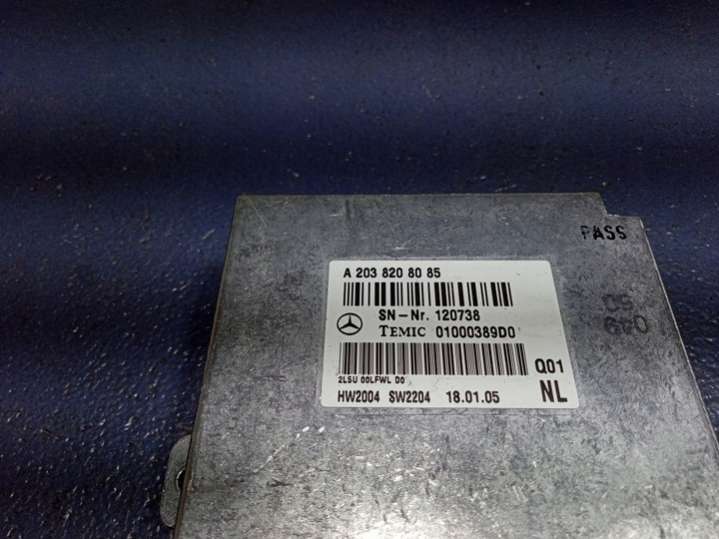 PASS
A 203 820 80 85
SN-Nr. 120738
TEMIC 01000389D0
Q01
2LSU 00LFWL D0
HW2004 SW2204 18.01.05 NL